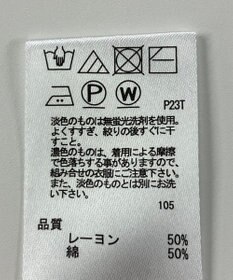 P W
P23T
淡色のものは無蛍光洗剤を使用。
よくすすぎ、絞りの後すぐに干
すこと。
濃色のものは、着用による摩擦
で色落ちする事がありますので、
組み合せの衣服にご注意下さい。
また、淡色のものとは別にお洗
い下さい。
105
品質
レーヨン 50%
綿 50%